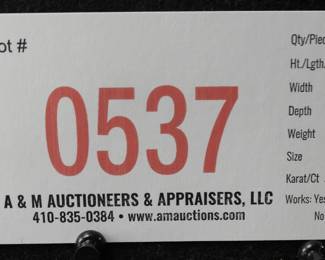 ot #
0537
A & M AUCTIONEERS & APPRAISERS, LLC
410-835-0384 • www.amauctions.com
Qty/Piec
Ht./Lgth.
Width
Depth
Weight
Size
Karat/Ct
Works: Yes
No